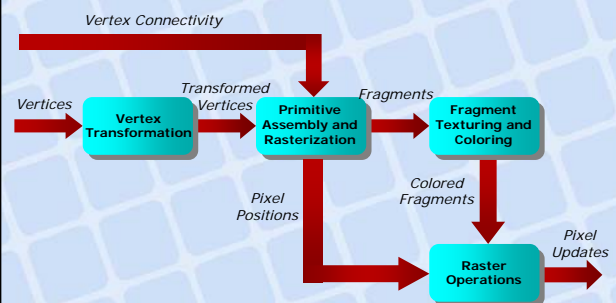 Vertex Connectivity
Vertices
Vertex
Transformation
Transformed
Vertices
Primitive
Assembly and
Rasterization
Fragments
Fragment
Texturing and
Coloring
Pixel
Positions
Colored
Fragments
Raster
Operations
Pixel
Updates